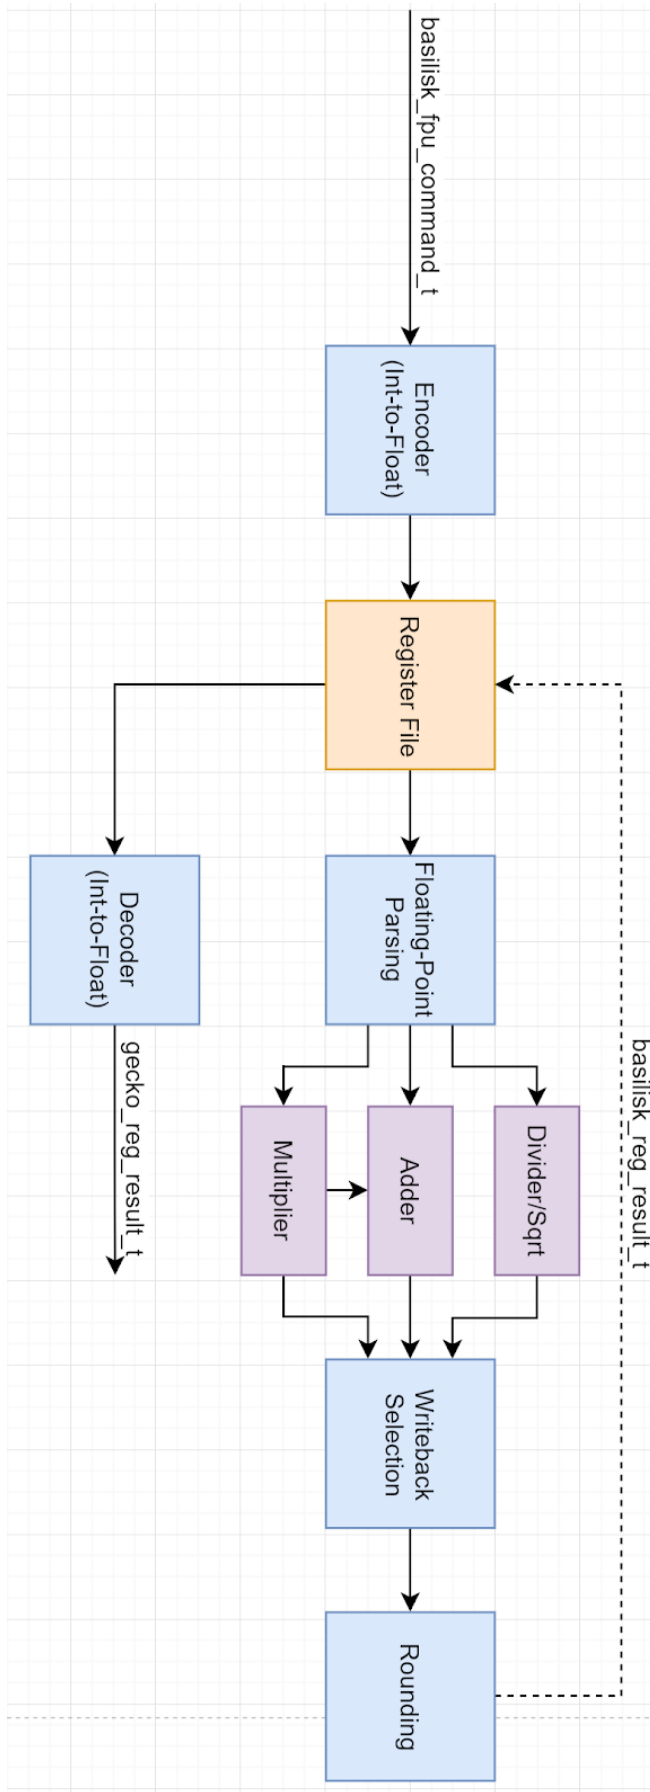 basilisk_fpu_command_t
Encoder
(Int-to-Float)
Register File
Floating-Point
Parsing
Decoder
(Int-to-Float)
Divider/Sqrt
Adder
Multiplier
basilisk_reg_result_t
gecko_reg_result_t
Writeback
Selection
Rounding